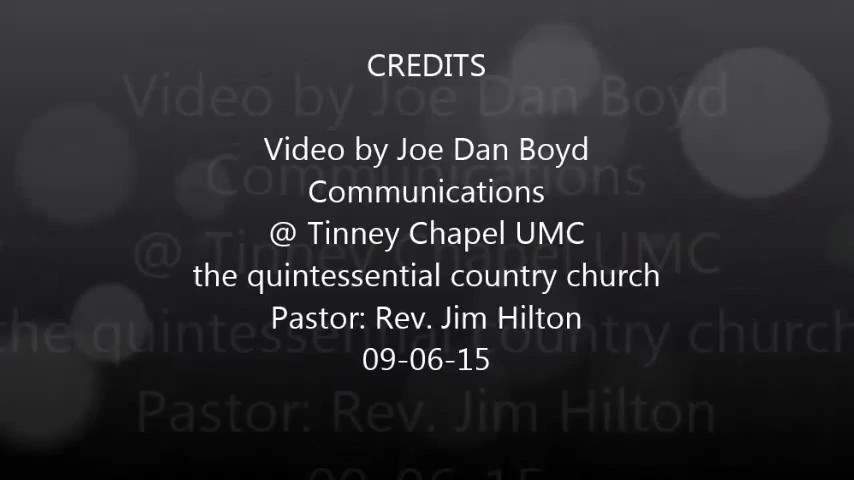 CREDITS
Video by Joe Dan Boyd
Communications
@ Tinney Chapel UMC
the quintessential country church
Pastor: Rev. Jim Hilton
09-06-15